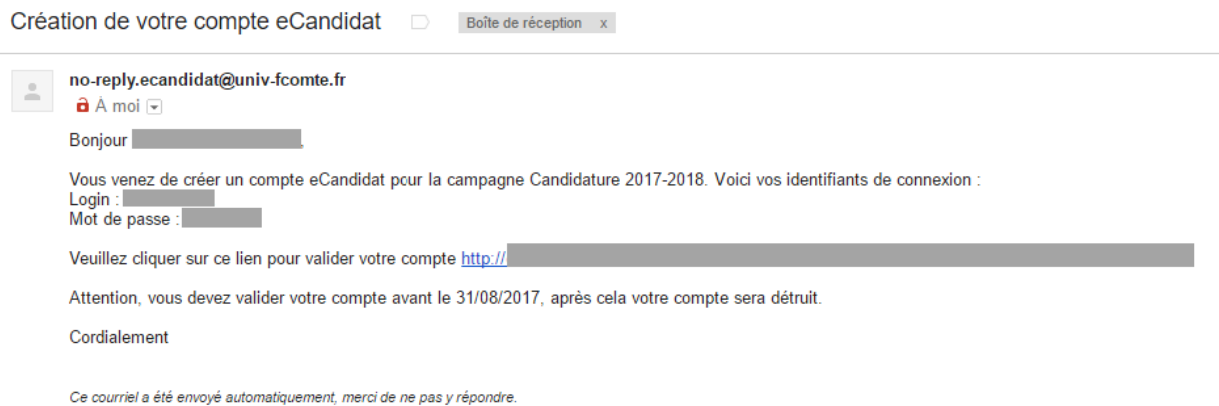 Création de votre compte eCandidat
Boîte de réception x
no-reply.ecandidat@univ-fcomte.fr
À moi
Bonjour ,
Vous venez de créer un compte eCandidat pour la campagne Candidature 2017-2018. Voici vos identifiants de connexion :
Login :
Mot de passe :
Veuillez cliquer sur ce lien pour valider votre compte http://
Attention, vous devez valider votre compte avant le 31/08/2017, après cela votre compte sera détruit.
Cordialement
Ce courriel a été envoyé automatiquement, merci de ne pas y répondre.